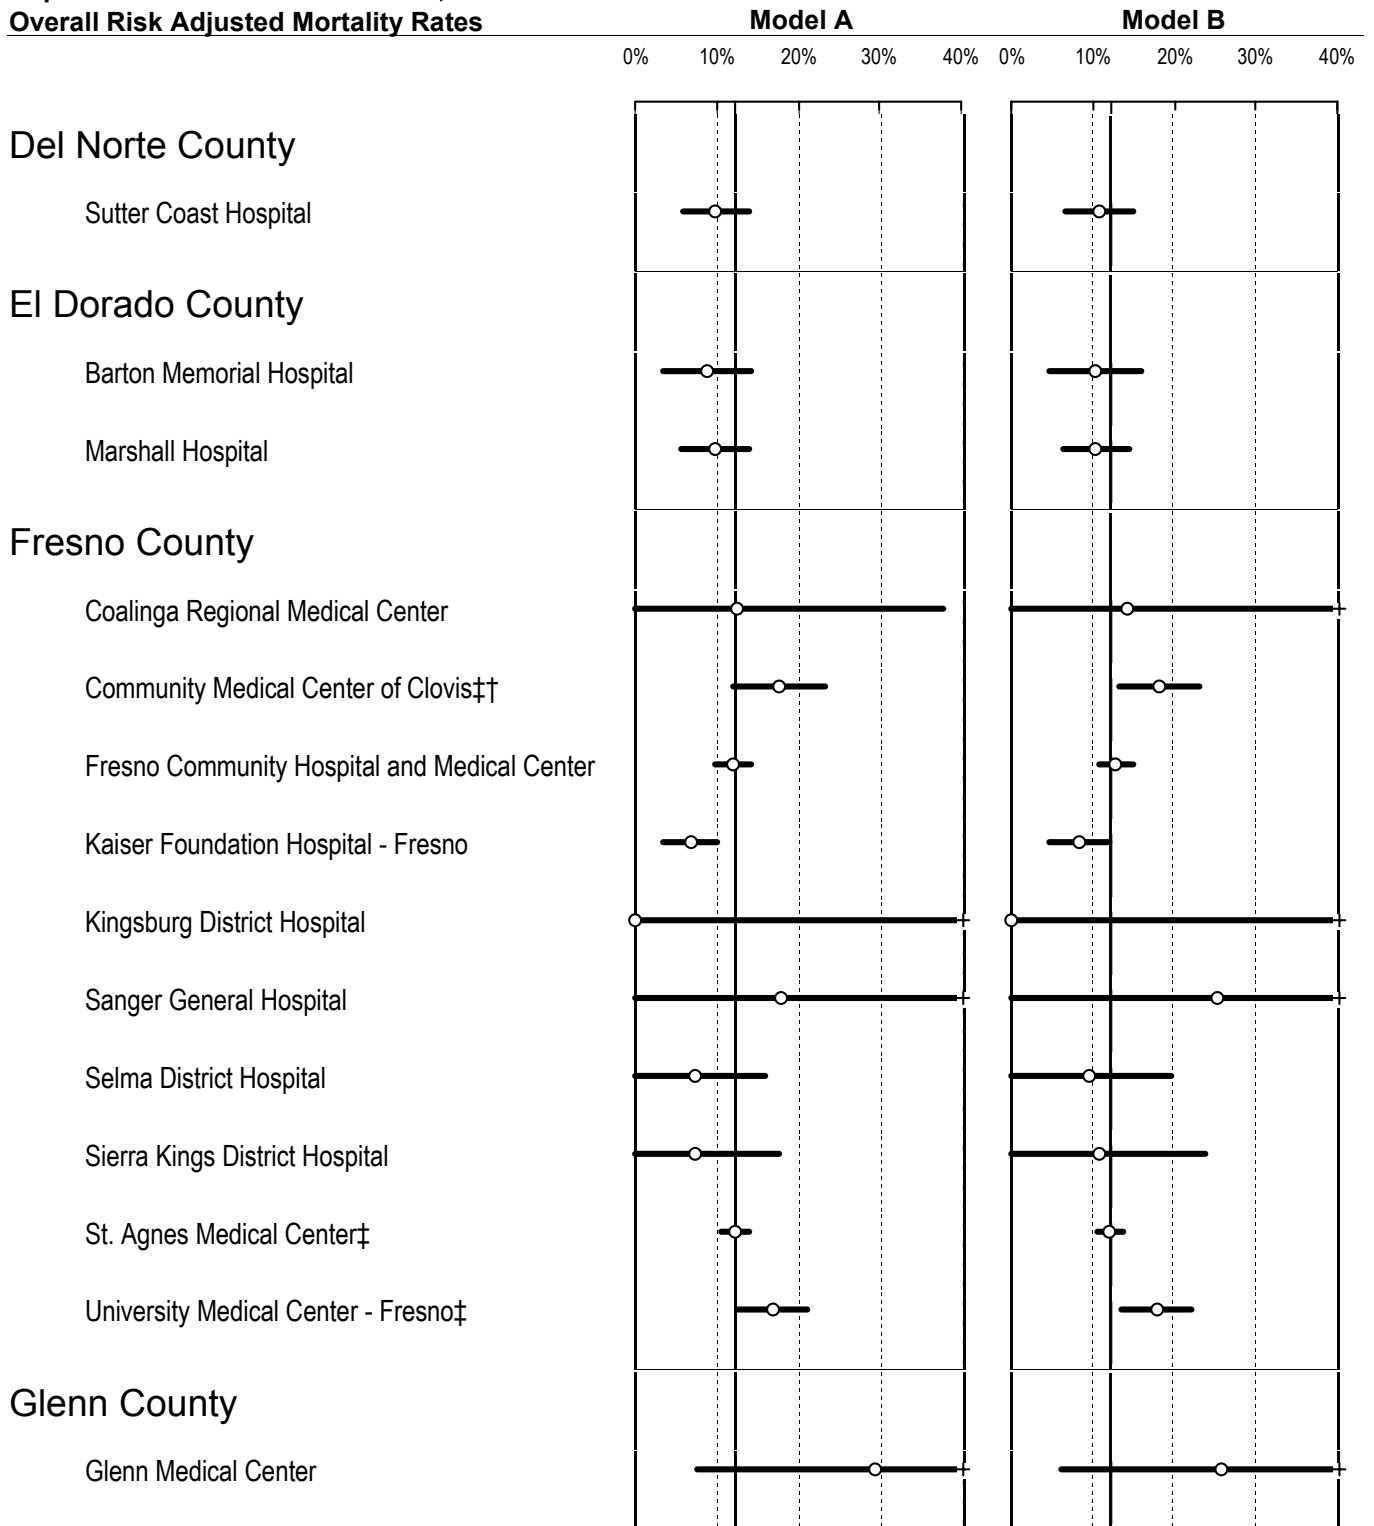 Overall Risk Adjusted Mortality Rates Model A Model B
0% 10% 20% 30% 40% 0% 10% 20% 30% 40%
Del Norte County
Sutter Coast Hospital
El Dorado County
Barton Memorial Hospital
Marshall Hospital
Fresno County
Coalinga Regional Medical Center
Community Medical Center of Clovis‡†
Fresno Community Hospital and Medical Center
Kaiser Foundation Hospital - Fresno
Kingsburg District Hospital
Sanger General Hospital
Selma District Hospital
Sierra Kings District Hospital
St. Agnes Medical Center‡
University Medical Center - Fresno‡
Glenn County
Glenn Medical Center